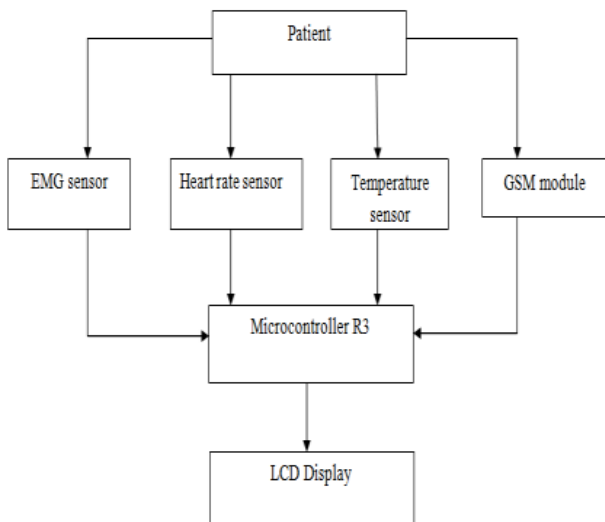 Patient
EMG sensor
Heart rate sensor
Temperature
sensor
GSM module
Microcontroller R3
LCD Display